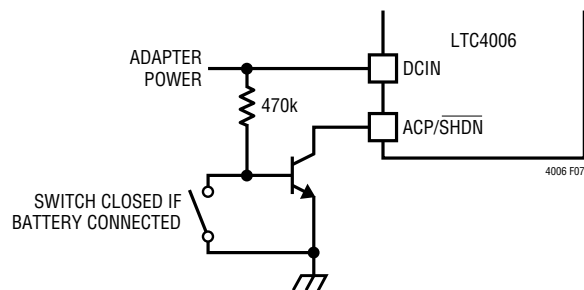 LTC4006
ADAPTER
POWER
DCIN
470k
ACP/SHDN
4006 F07
SWITCH CLOSED IF
BATTERY CONNECTED